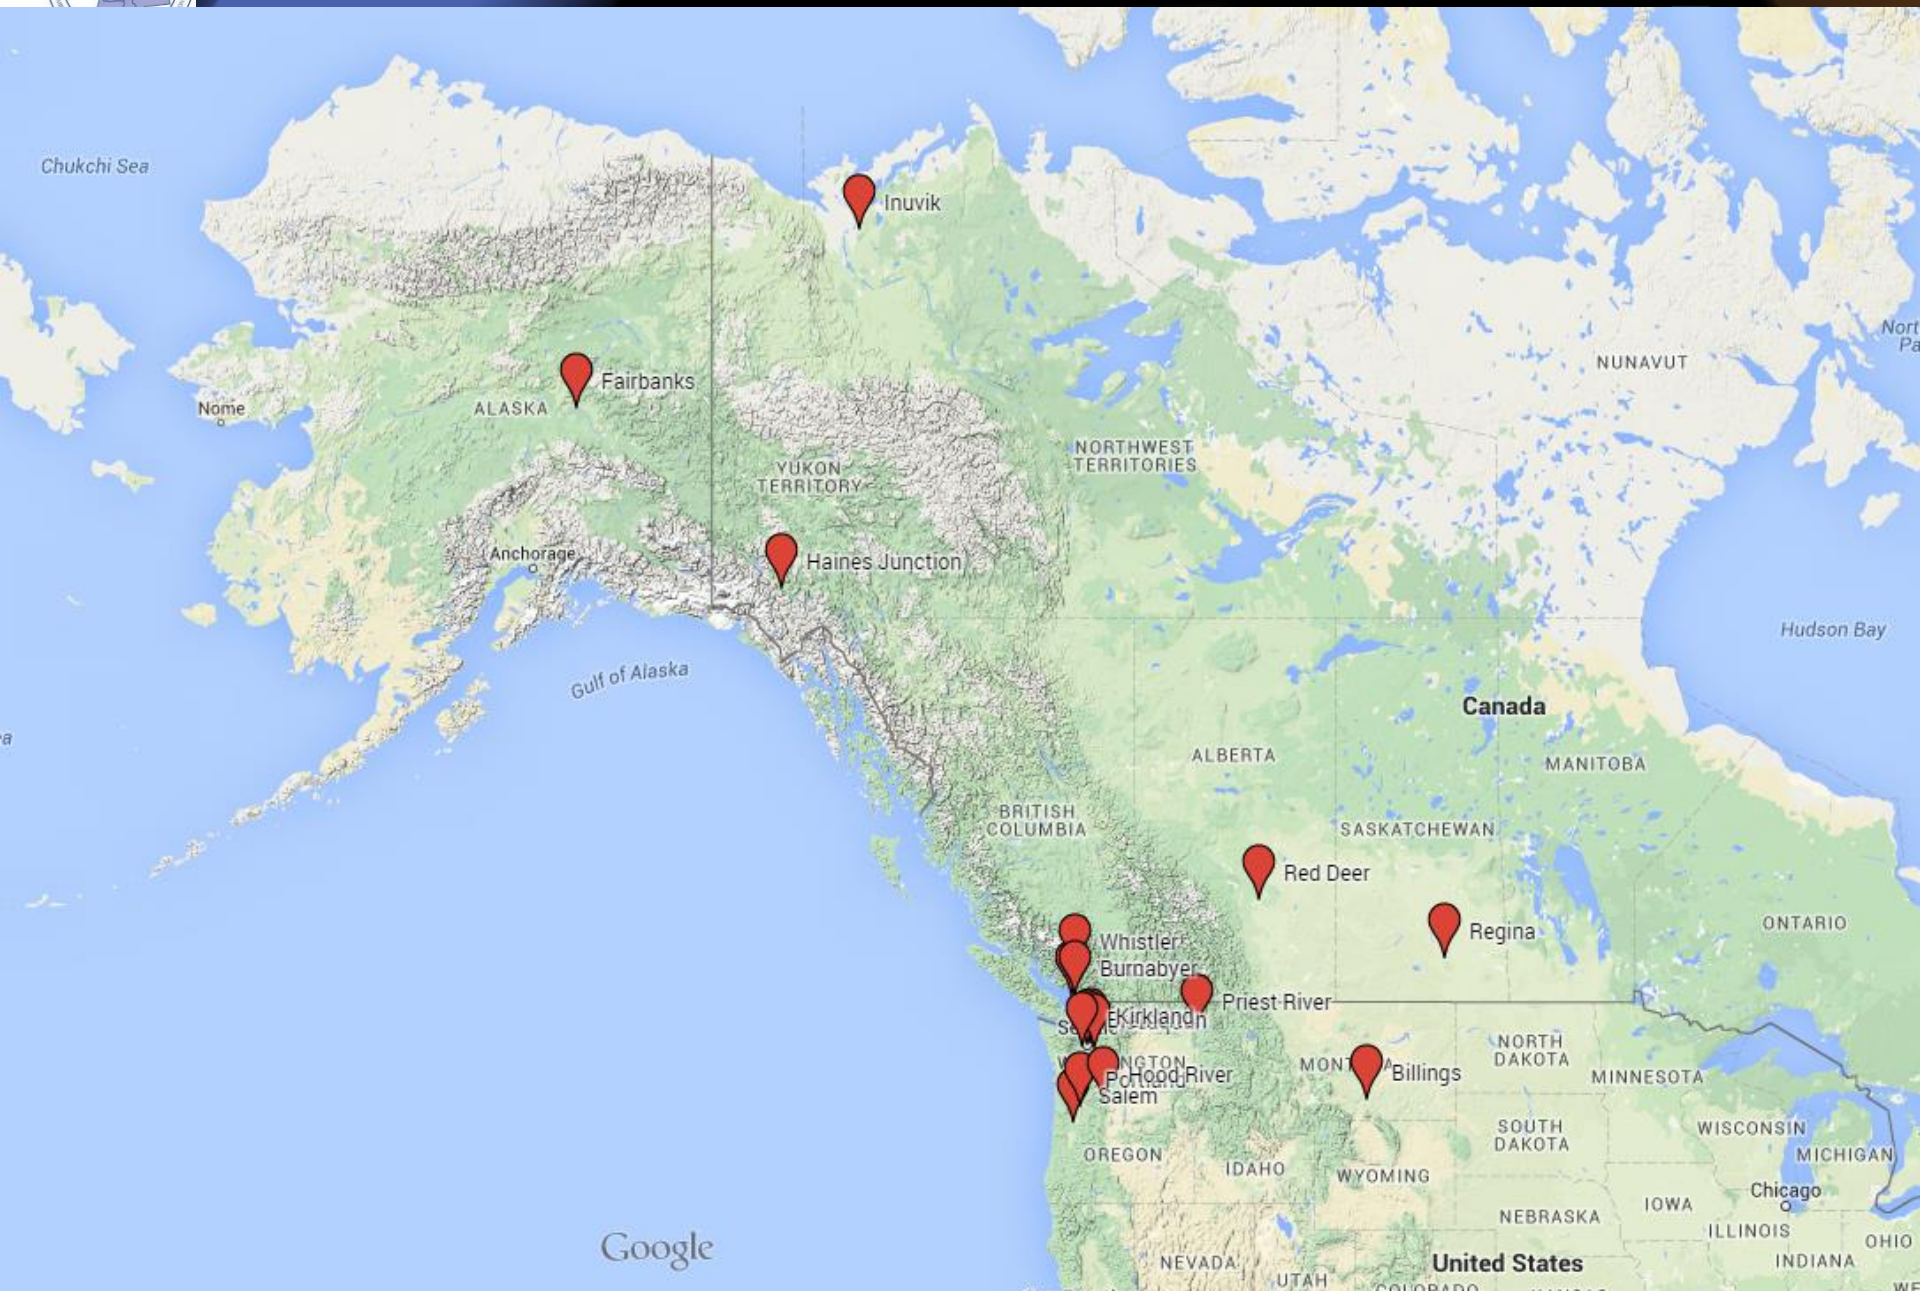 Chukchi Sea
Inuvik
NUNAVUT
Fairbanks
Nome
ALASKA
NORTHWEST
TERRITORIES
YUKON
TERRITORY
Anchorage
Haines Junction
Hudson Bay
Gulf of Alaska
Canada
ALBERTA
MANITOBA
BRITISH
COLUMBIA
SASKATCHEWAN
Red Deer
ONTARIO
Regina
Whistler
Burnaby
Priest River
Kirkland
NORTH
DAKOTA
MINNESOTA
Hood River
Portland
Billings
Salem
SOUTH
DAKOTA
WISCONSIN
MICHIGAN
OREGON
IDAHO
WYOMING
Chicago
NEBRASKA
IOWA
ILLINOIS
OHIO
Google
NEVADA
United States
INDIANA
UTAH